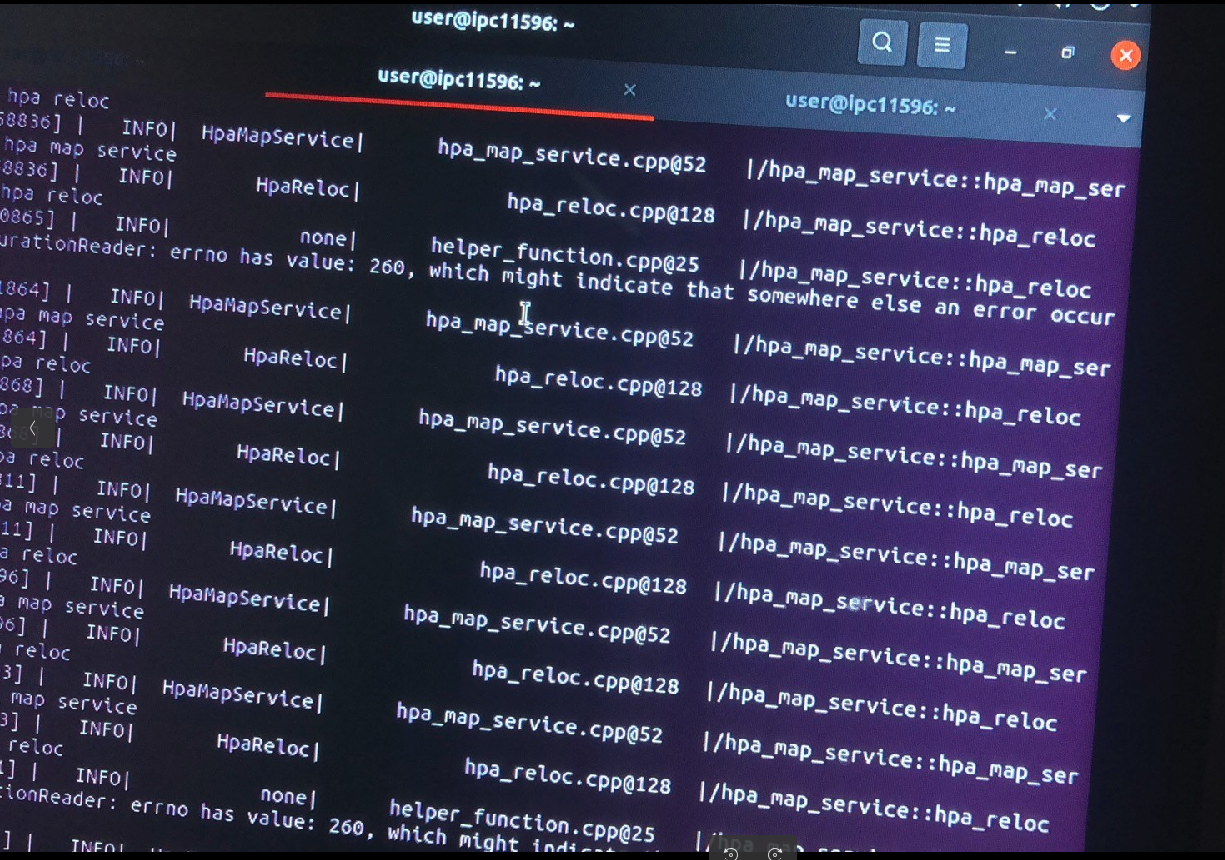 user@ipc11596: ~
user@ipc11596: ~ × user@ipc11596: ~ ×
hpa reloc
58836] | INFO| HpaMapService| hpa_map_service.cpp@52 |/hpa_map_service::hpa_map_ser
hpa map service
8836] | INFO| HpaReloc| hpa_reloc.cpp@128 |/hpa_map_service::hpa_reloc
hpa reloc
0865] | INFO| none| helper_function.cpp@25 |/hpa_map_service::hpa_reloc
urationReader: errno has value: 260, which might indicate that somewhere else an error occur
1864] | INFO| HpaMapService| hpa_map_service.cpp@52 |/hpa_map_service::hpa_map_ser
hpa map service
864] | INFO| HpaReloc| hpa_reloc.cpp@128 |/hpa_map_service::hpa_reloc
pa reloc
868] | INFO| HpaMapService| hpa_map_service.cpp@52 |/hpa_map_service::hpa_map_ser
pa map service
868] | INFO| HpaReloc| hpa_reloc.cpp@128 |/hpa_map_service::hpa_reloc
pa reloc
311] | INFO| HpaMapService| hpa_map_service.cpp@52 |/hpa_map_service::hpa_map_ser
a map service
11] | INFO| HpaReloc| hpa_reloc.cpp@128 |/hpa_map_service::hpa_reloc
a reloc
96] | INFO| HpaMapService| hpa_map_service.cpp@52 |/hpa_map_service::hpa_map_ser
a map service
96] | INFO| HpaReloc| hpa_reloc.cpp@128 |/hpa_map_service::hpa_reloc
reloc
3] | INFO| HpaMapService| hpa_map_service.cpp@52 |/hpa_map_service::hpa_map_ser
map service
3] | INFO| HpaReloc| hpa_reloc.cpp@128 |/hpa_map_service::hpa_reloc
reloc
1] | INFO| none| helper_function.cpp@25
tionReader: errno has value: 260, which might indicate
] | INFO|